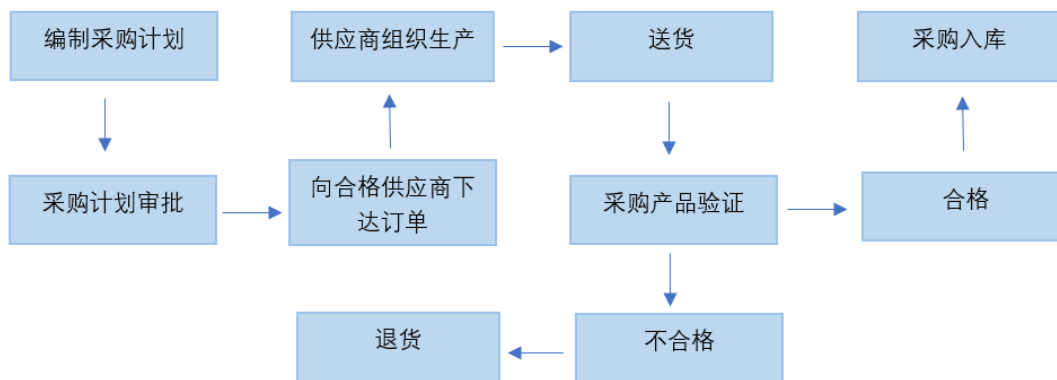 编制采购计划
供应商组织生产
送货
采购入库
采购计划审批
向合格供应商下
达订单
采购产品验证
合格
退货
不合格